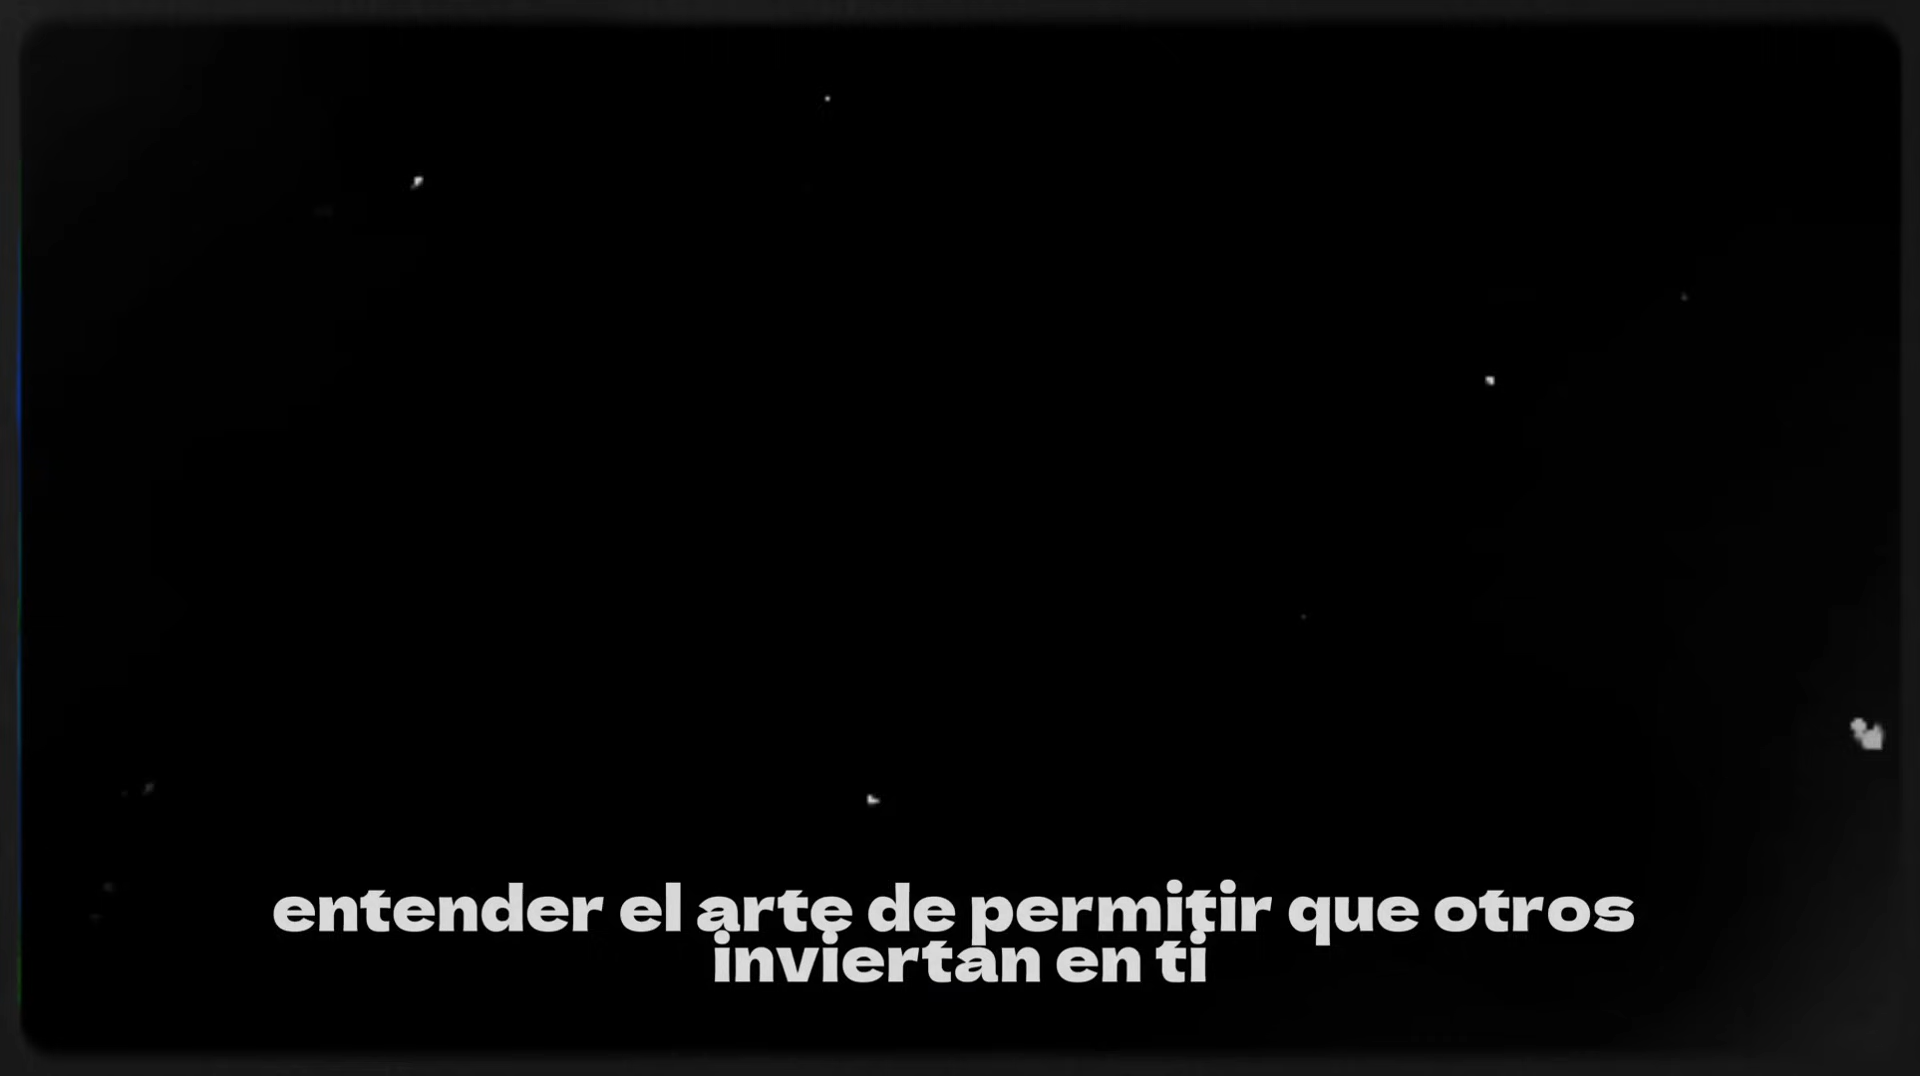 entender el arte de permitir que otros
inviertan en ti